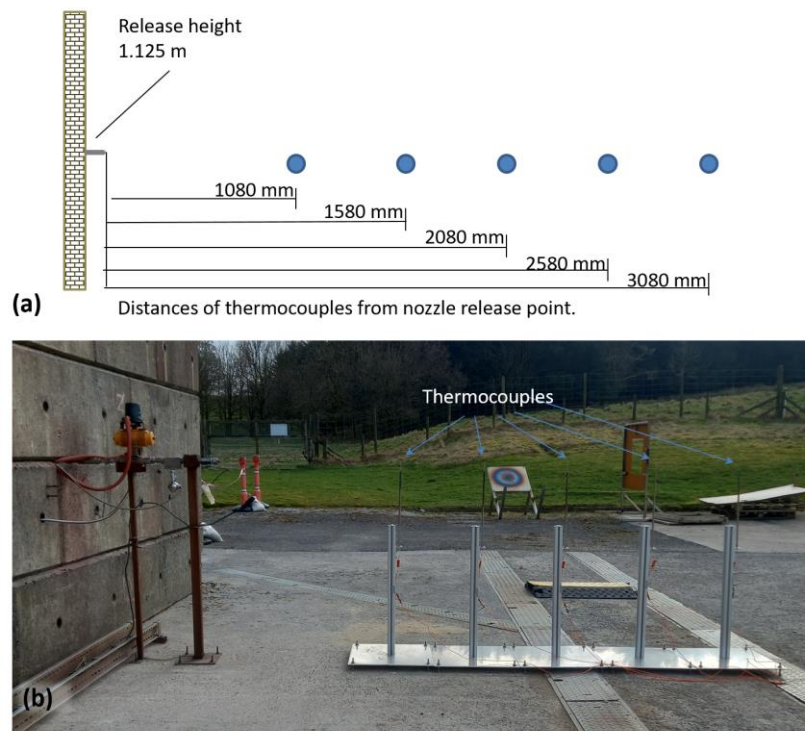 Release height
1.125 m
1080 mm
1580 mm
2080 mm
2580 mm
3080 mm
(a)
Distances of thermocouples from nozzle release point.
Thermocouples
(b)